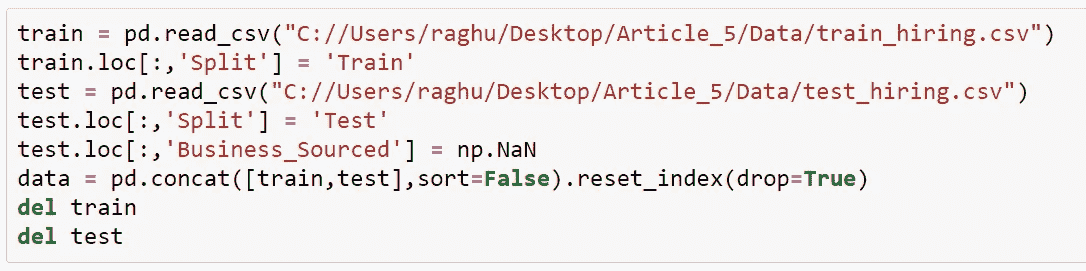 train = pd.read_csv("C://Users/raghu/Desktop/Article_5/Data/train_hiring.csv")
train.loc[:,'Split'] = 'Train'
test = pd.read_csv("C://Users/raghu/Desktop/Article_5/Data/test_hiring.csv")
test.loc[:,'Split'] = 'Test'
test.loc[:,'Business_Sourced'] = np.NaN
data = pd.concat([train,test],sort=False).reset_index(drop=True)
del train
del test